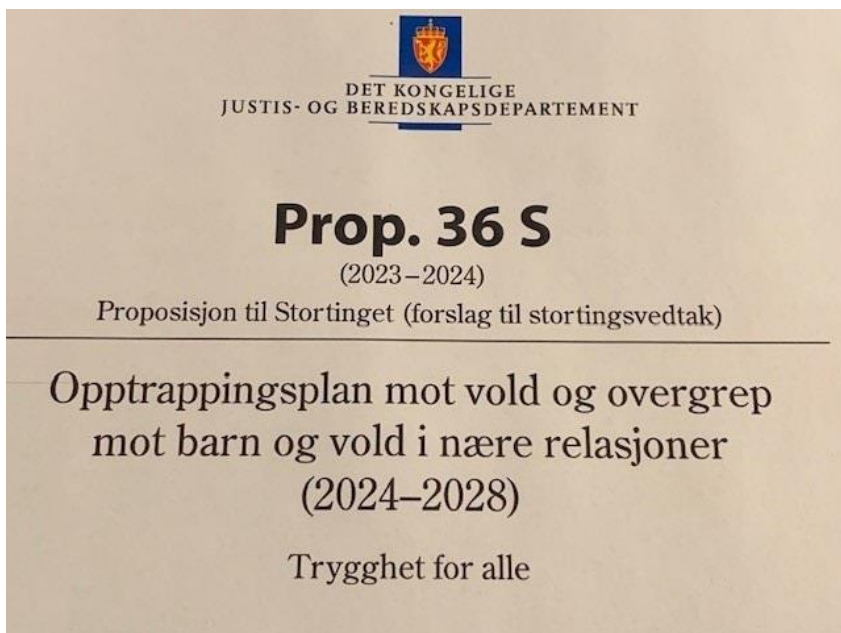 DET KONGELIGE
JUSTIS- OG BEREDSKAPSDEPARTEMENT
Prop. 36 S
(2023–2024)
Proposisjon til Stortinget (forslag til stortingsvedtak)
Opptrappingsplan mot vold og overgrep
mot barn og vold i nære relasjoner
(2024–2028)
Trygghet for alle